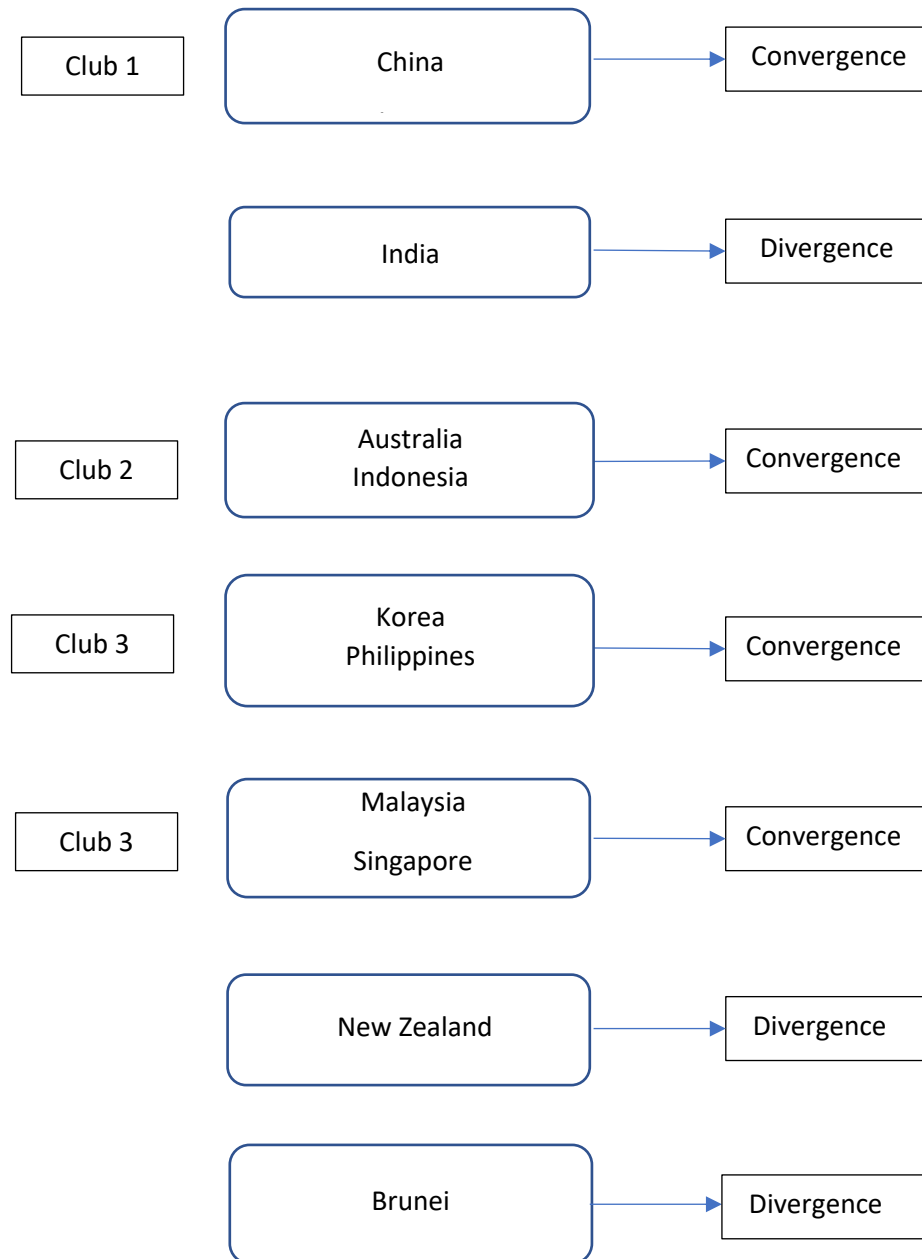 Club 1
China
Convergence
India
Divergence
Club 2
Australia
Indonesia
Convergence
Club 3
Korea
Philippines
Convergence
Club 3
Malaysia
Singapore
Convergence
New Zealand
Divergence
Brunei
Divergence